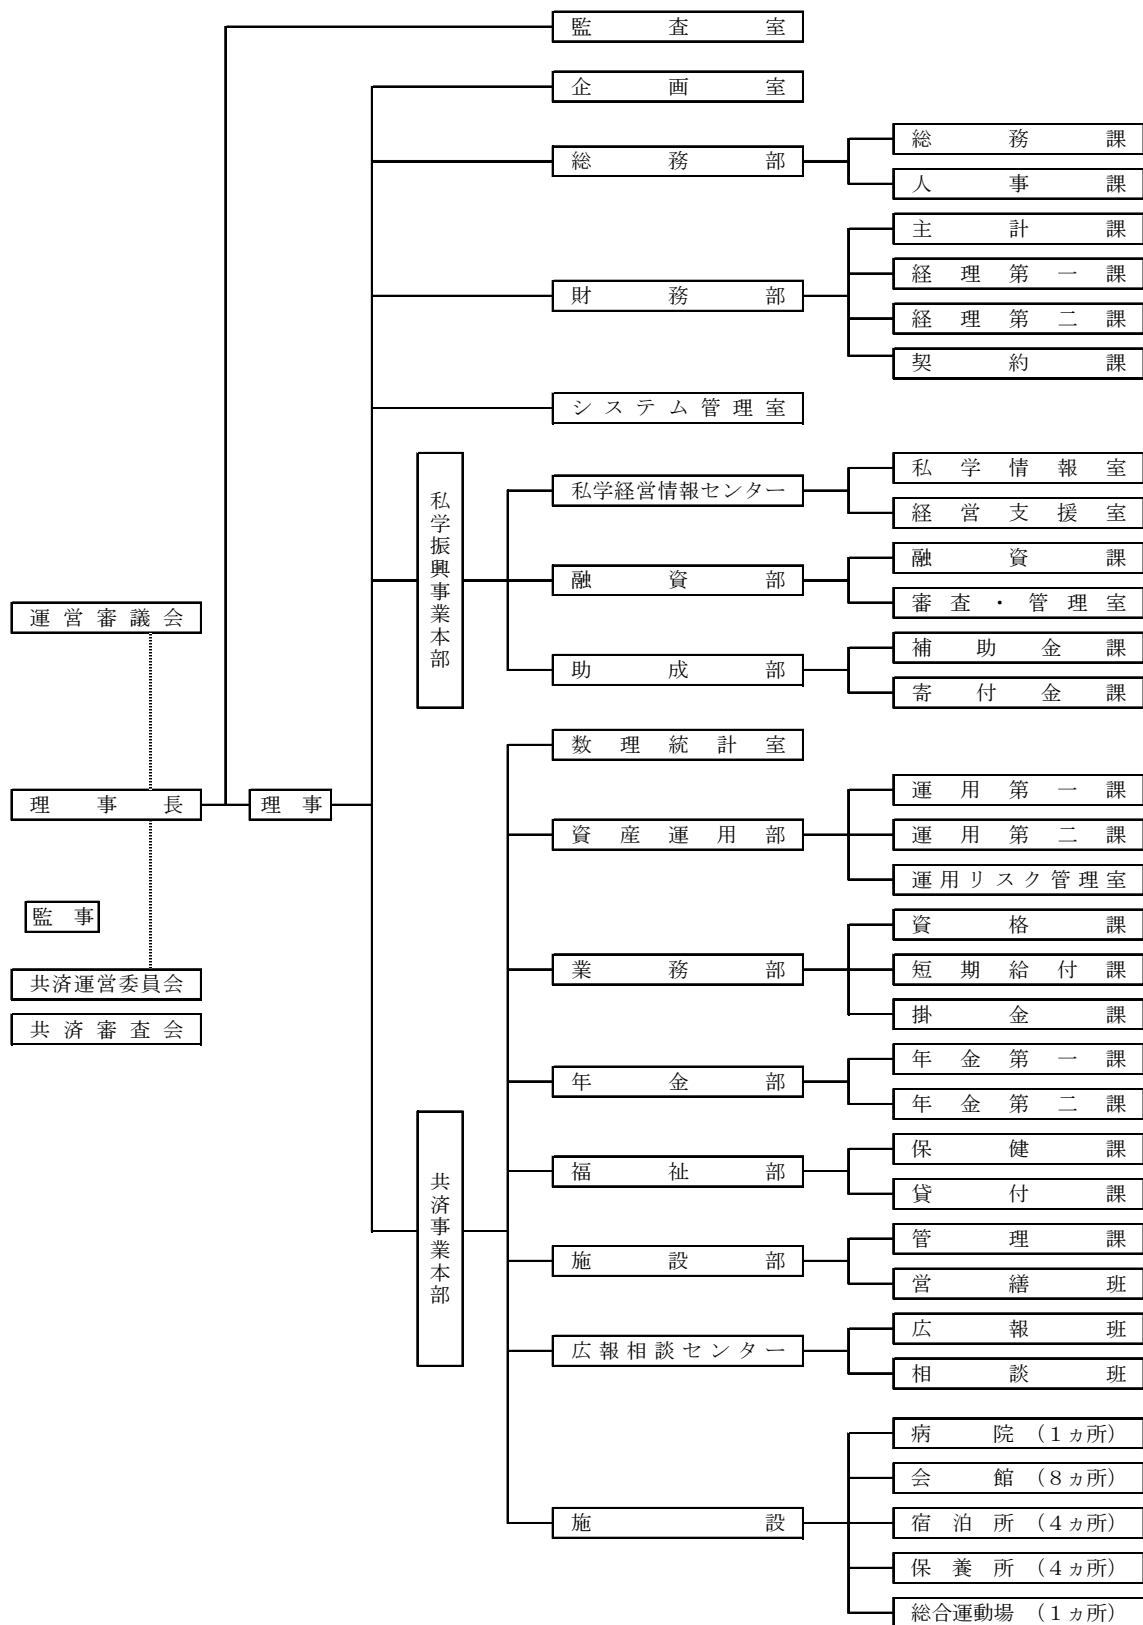 監査室
企画室
総務部
総務課
人事課
財務部
主計課
経理第一課
経理第二課
契約課
システム管理室
私学振興事業本部
私学経営情報センター
私学情報室
経営支援室
融資部
融資課
審査・管理室
助成部
補助金課
寄付金課
運営審議会
理事長
理事
監事
共済運営委員会
共済審査会
共済事業本部
数理統計室
資産運用部
運用第一課
運用第二課
運用リスク管理室
業務部
資格課
短期給付課
掛金課
年金部
年金第一課
年金第二課
福祉部
保健課
貸付課
施設部
管理課
営繕班
広報相談センター
広報班
相談班
施設
病院（１ヵ所）
会館（８ヵ所）
宿泊所（４ヵ所）
保養所（４ヵ所）
総合運動場（１ヵ所）